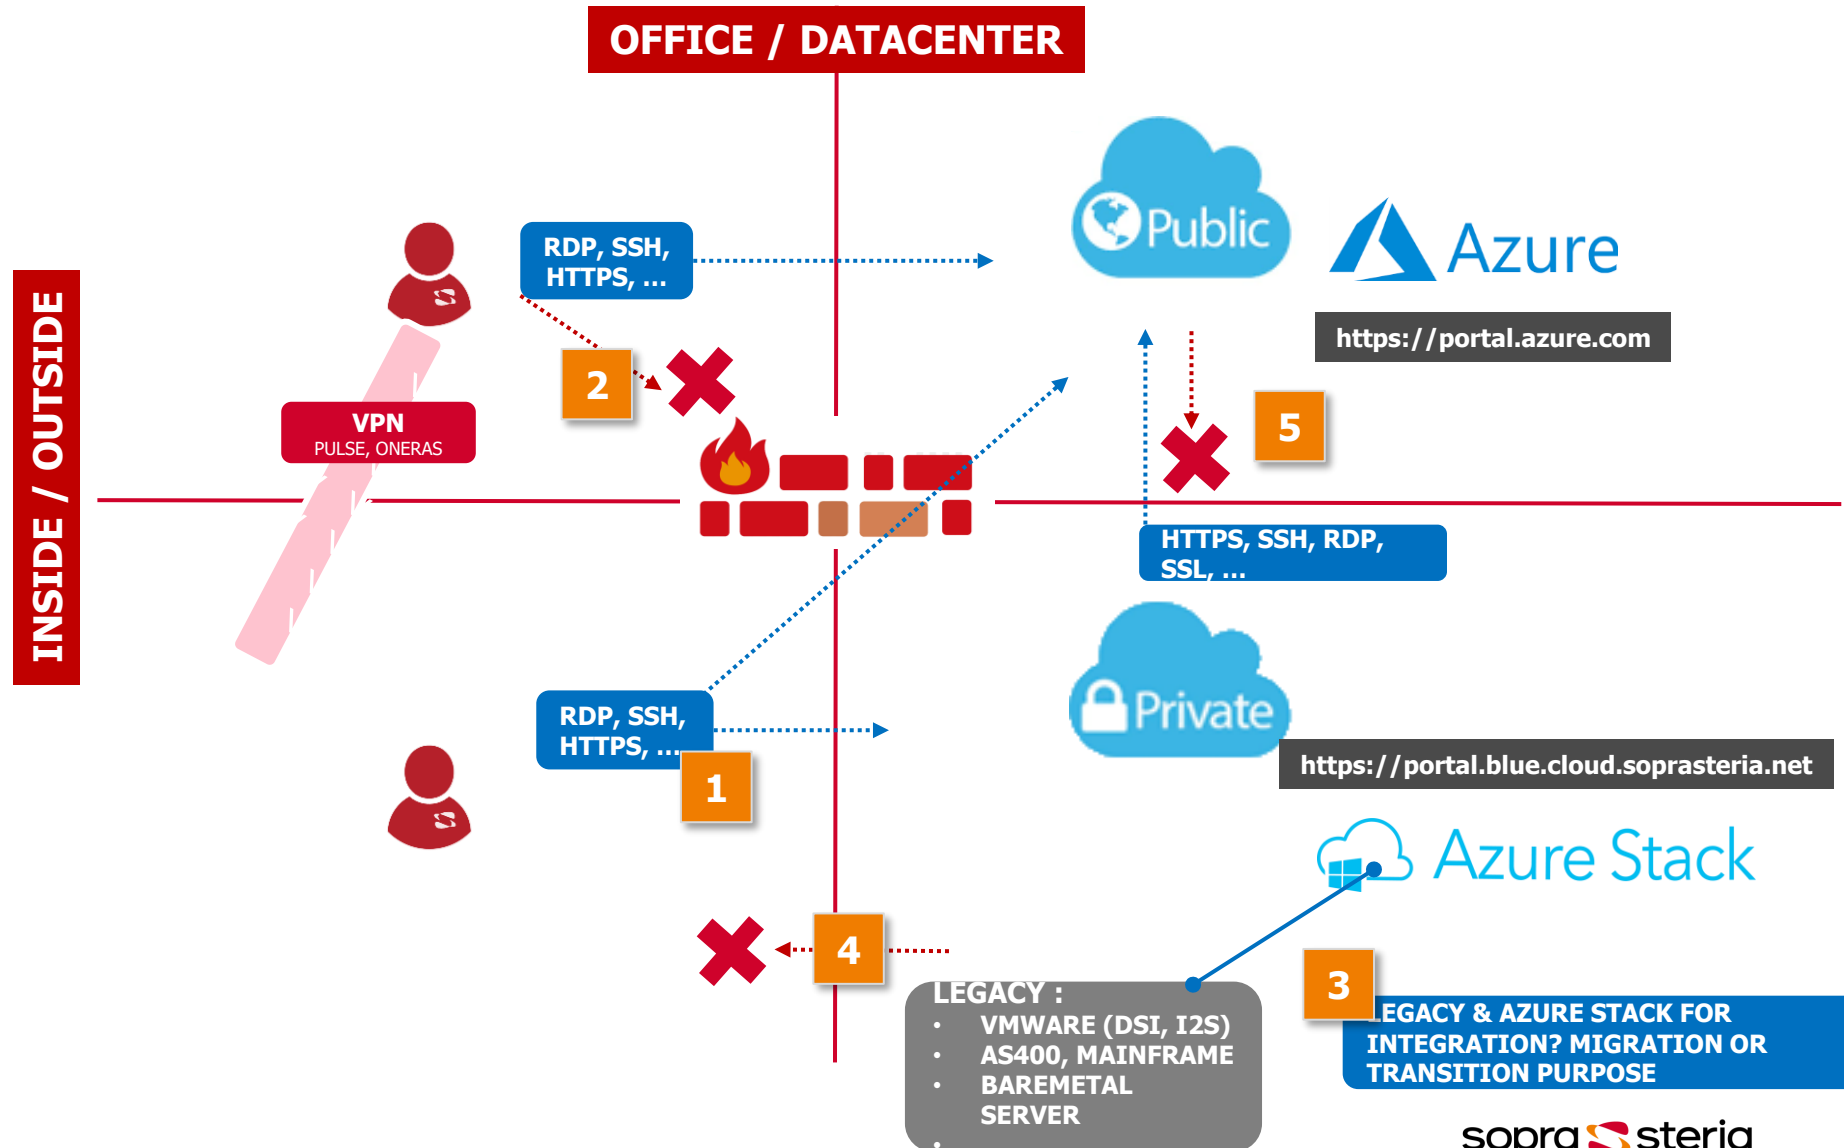 OFFICE / DATACENTER
INSIDE / OUTSIDE
RDP, SSH,
HTTPS, ...
Public
Azure
https://portal.azure.com
2
VPN
PULSE, ONERAS
5
HTTPS, SSH, RDP,
SSL, ...
RDP, SSH,
HTTPS, ...
1
Private
https://portal.blue.cloud.soprasteria.net
Azure Stack
4
LEGACY :
• VMWARE (DSI, I2S)
• AS400, MAINFRAME
• BAREMETAL
SERVER
•
3
LEGACY & AZURE STACK FOR
INTEGRATION? MIGRATION OR
TRANSITION PURPOSE
sopra steria